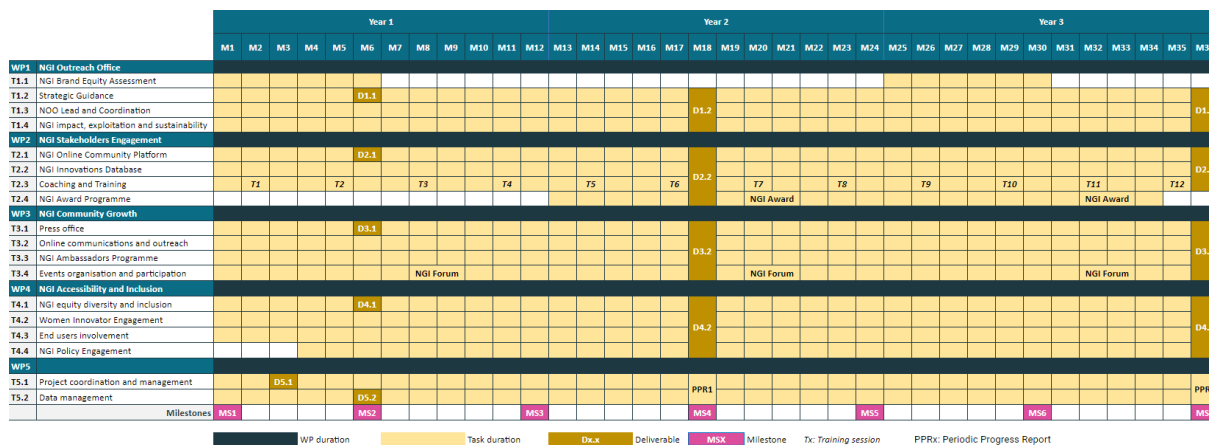 Year 1 Year 2 Year 3
M1 M2 M3 M4 M5 M6 M7 M8 M9 M10 M11 M12 M13 M14 M15 M16 M17 M18 M19 M20 M21 M22 M23 M24 M25 M26 M27 M28 M29 M30 M31 M32 M33 M34 M35 M3
WP1 NGI Outreach Office
T1.1 NGI Brand Equity Assessment
T1.2 Strategic Guidance D1.1
T1.3 NOO Lead and Coordination D1.2 D1.
T1.4 NGI impact, exploitation and sustainability
WP2 NGI Stakeholders Engagement
T2.1 NGI Online Community Platform D2.1
T2.2 NGI Innovations Database D2.2 D2.
T2.3 Coaching and Training T1 T2 T3 T4 T5 T6 T7 T8 T9 T10 T11 T12
T2.4 NGI Award Programme NGI Award NGI Award
WP3 NGI Community Growth
T3.1 Press office D3.1
T3.2 Online communications and outreach D3.2 D3.
T3.3 NGI Ambassadors Programme
T3.4 Events organisation and participation NGI Forum NGI Forum NGI Forum
WP4 NGI Accessibility and Inclusion
T4.1 NGI equity diversity and inclusion D4.1
T4.2 Women Innovator Engagement D4.2 D4.
T4.3 End users involvement
T4.4 NGI Policy Engagement
WP5
T5.1 Project coordination and management D5.1 PPR1 PPR
T5.2 Data management D5.2
Milestones MS1 MS2 MS3 MS4 MS5 MS6 MS
WP duration Task duration Dx.x Deliverable MSX Milestone Tx: Training session PPRx: Periodic Progress Report